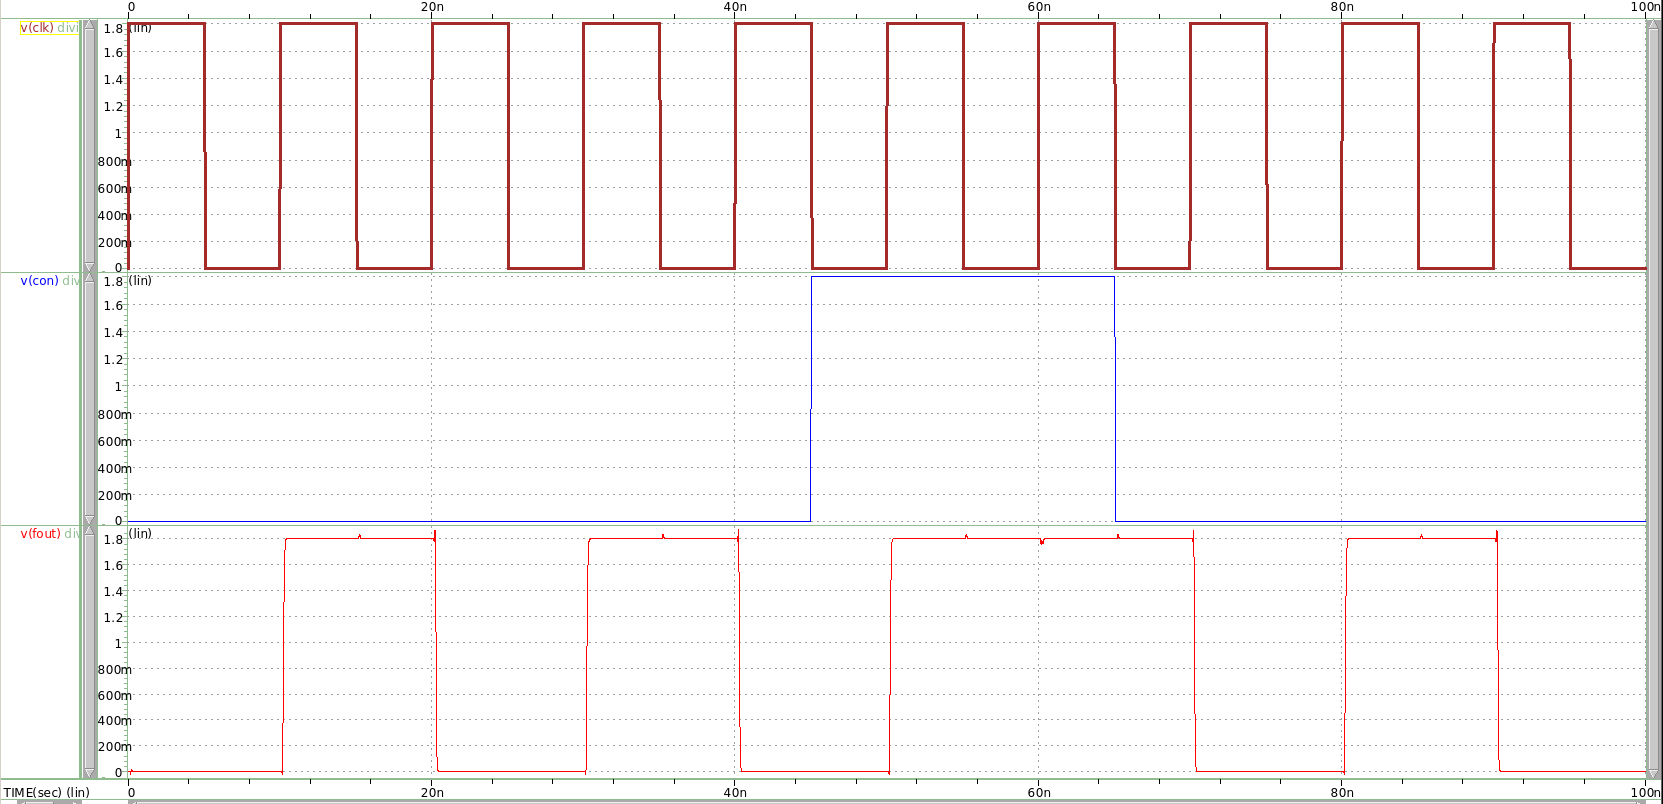 0 20n 40n 60n 80n 100n
v(clk) divi
(lin)
1.8
1.6
1.4
1.2
1
800m
600m
400m
200m
0
v(con) div
(lin)
1.8
1.6
1.4
1.2
1
800m
600m
400m
200m
0
v(fout) div
(lin)
1.8
1.6
1.4
1.2
1
800m
600m
400m
200m
0
TIME(sec) (lin) 0 20n 40n 60n 80n 100n